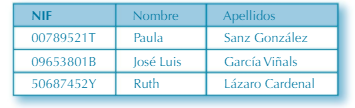 NIF Nombre Apellidos
00789521T Paula Sanz González
09653801B José Luis García Viñals
50687452Y Ruth Lázaro Cardenal